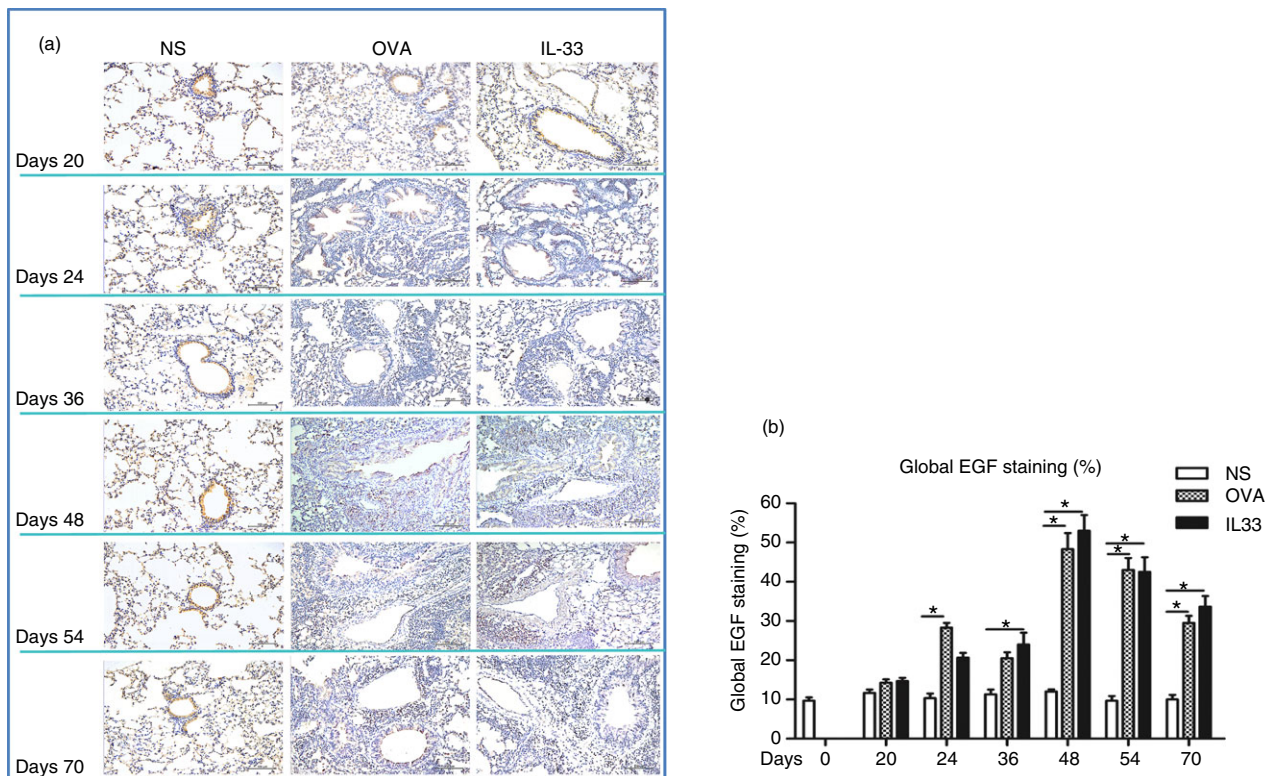 (a)
NS OVA IL-33
Days 20
Days 24
Days 36
Days 48
Days 54
Days 70
(b)
Global EGF staining (%)
NS
OVA
IL33
Global EGF staining (%)
60
50
40
30
20
10
0
* * * * * * * *
Days 0 20 24 36 48 54 70